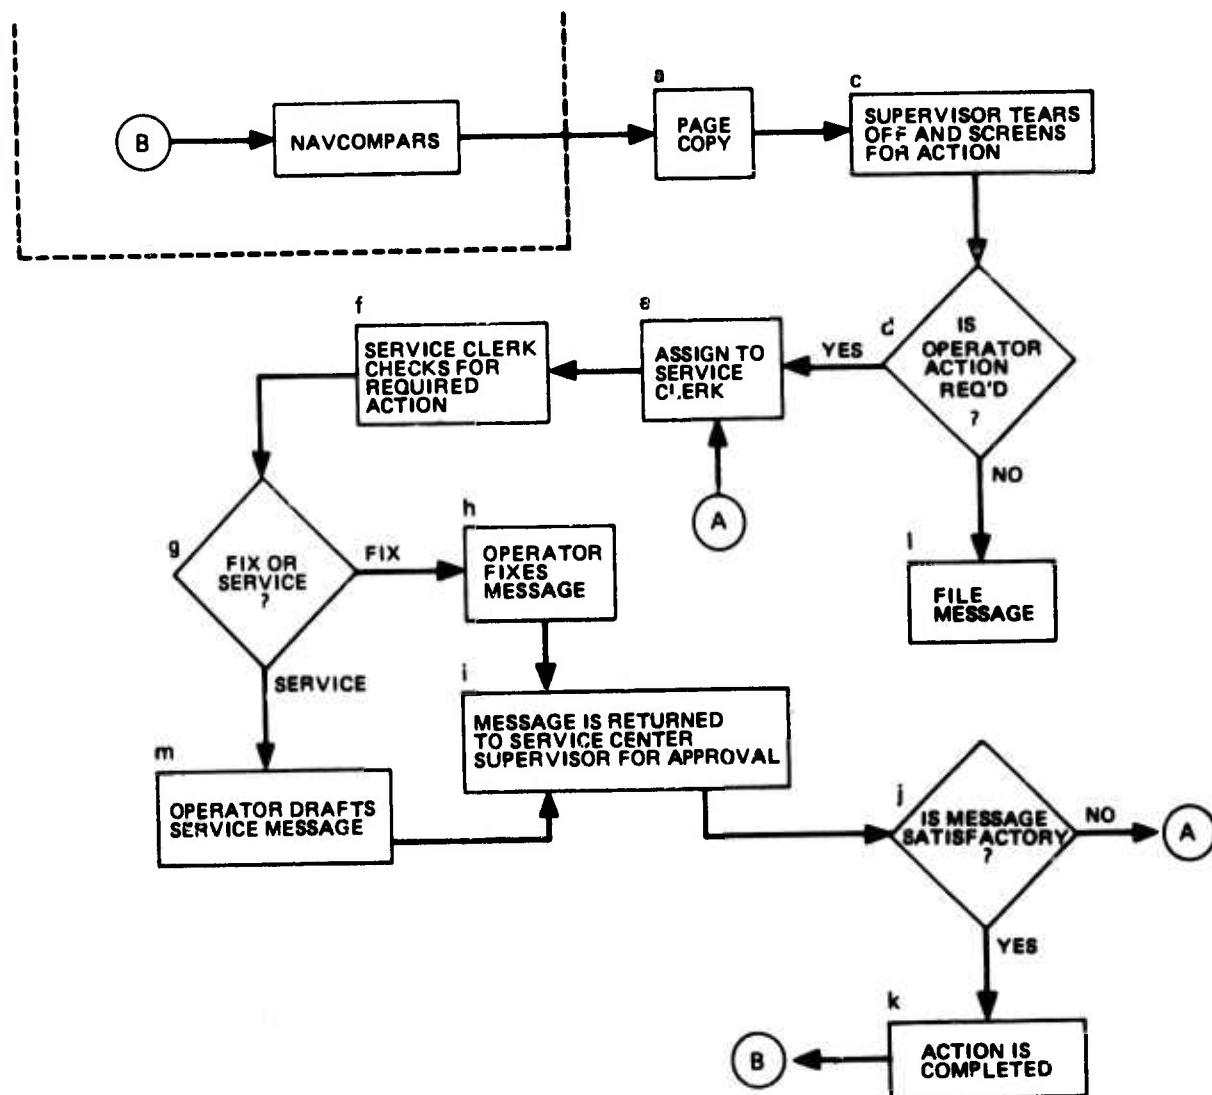 a
c
B
NAVCOMPARS
PAGE
COPY
SUPERVISOR TEARS
OFF AND SCREENS
FOR ACTION
f
e
d
IS
OPERATOR
ACTION
REQ'D
?
YES
ASSIGN TO
SERVICE
CLERK
SERVICE CLERK
CHECKS FOR
REQUIRED
ACTION
NO
A
g
FIX OR
SERVICE
?
FIX
h
OPERATOR
FIXES
MESSAGE
l
FILE
MESSAGE
SERVICE
i
MESSAGE IS RETURNED
TO SERVICE CENTER
SUPERVISOR FOR APPROVAL
m
OPERATOR DRAFTS
SERVICE MESSAGE
j
IS MESSAGE
SATISFACTORY
?
NO
A
YES
k
B
ACTION IS
COMPLETED